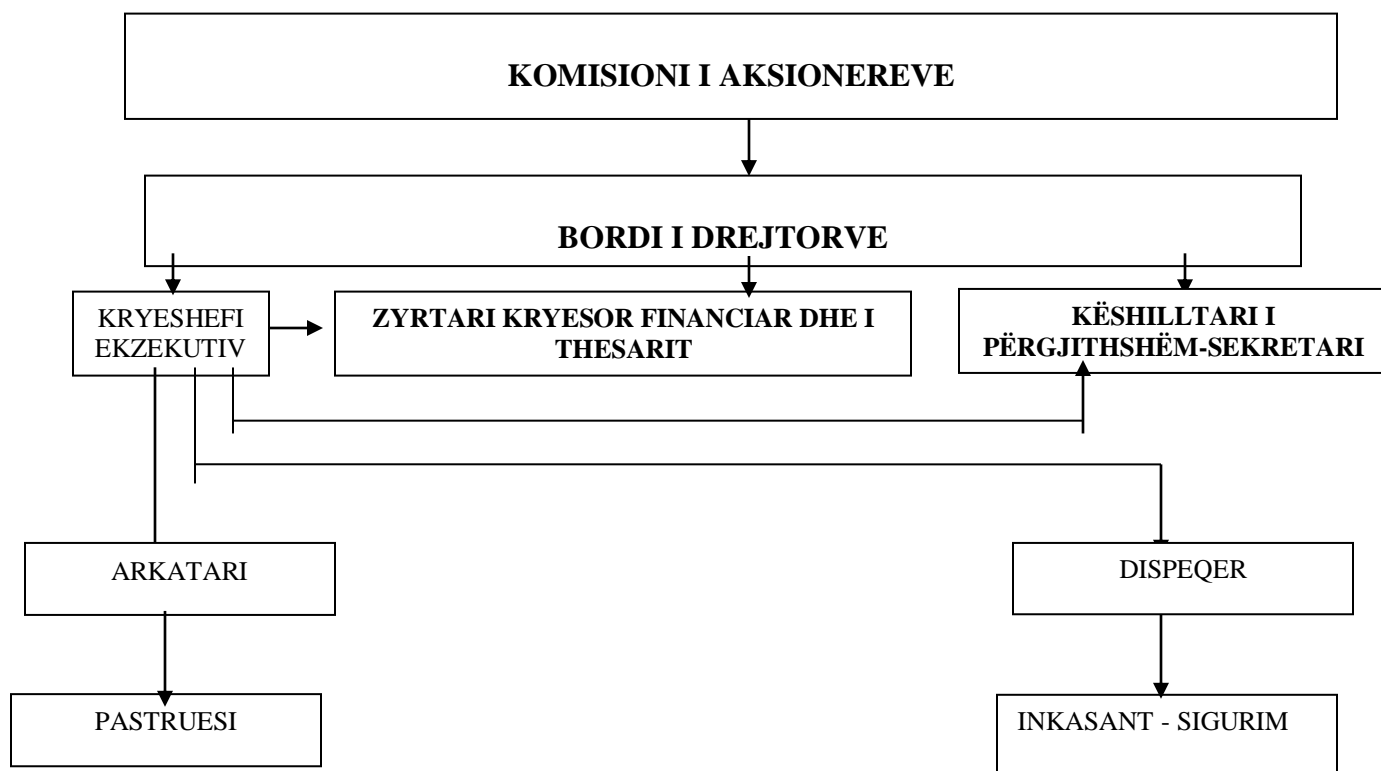 KOMISIONI I AKSIONEREVE
BORDI I DREJTORVE
KRYESHEFI
EKZEKUTIV
ZYRTARI KRYESOR FINANCIAR DHE I
THESARIT
KËSHILLTARI I
PËRGJITHSHËM-SEKRETARI
ARKATARI
DISPEQER
PASTRUESI
INKASANT - SIGURIM